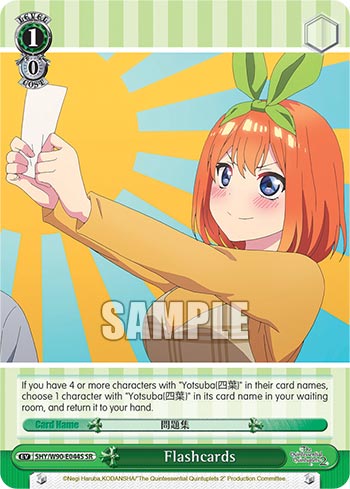 LEVEL
1
0
COST
SAMPLE
If you have 4 or more characters with "Yotsuba(四葉)" in their card names,
choose 1 character with "Yotsuba(四葉)" in its card name in your waiting
room, and return it to your hand.
Card Name 問題集
EV 5HY/W90-E044S SR Flashcards
©Negi Haruba,KODANSHA/"The Quintessential Quintuplets 2" Production Committee.